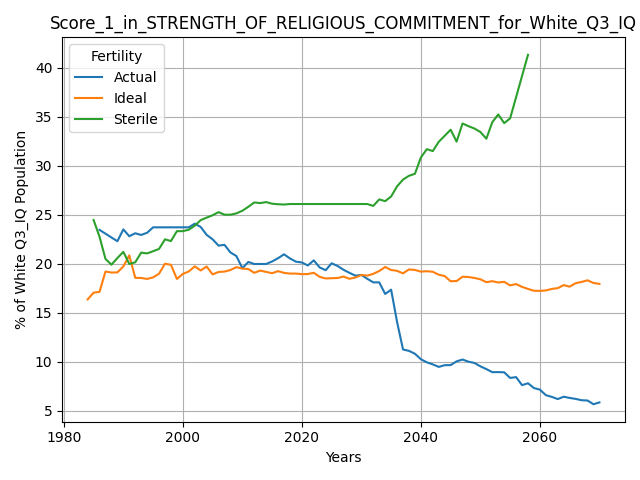 Score_1_in_STRENGTH_OF_RELIGIOUS_COMMITMENT_for_White_Q3_IQ
Fertility
Actual
Ideal
Sterile
% of White Q3_IQ Population
40
35
30
25
20
15
10
5
1980
2000
2020
2040
2060
Years